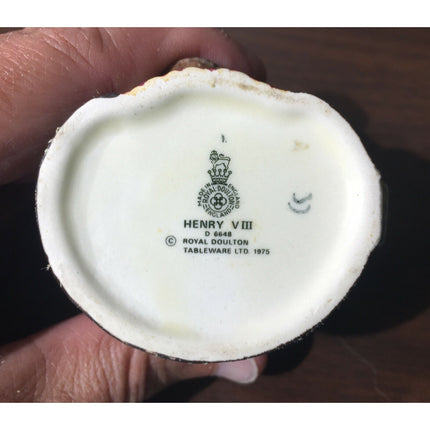 MADE IN ENGLAND
ROYAL DOULTON
ENGLAND
HENRY VIII
D 6648
© ROYAL DOULTON
TABLEWARE LTD. 1975